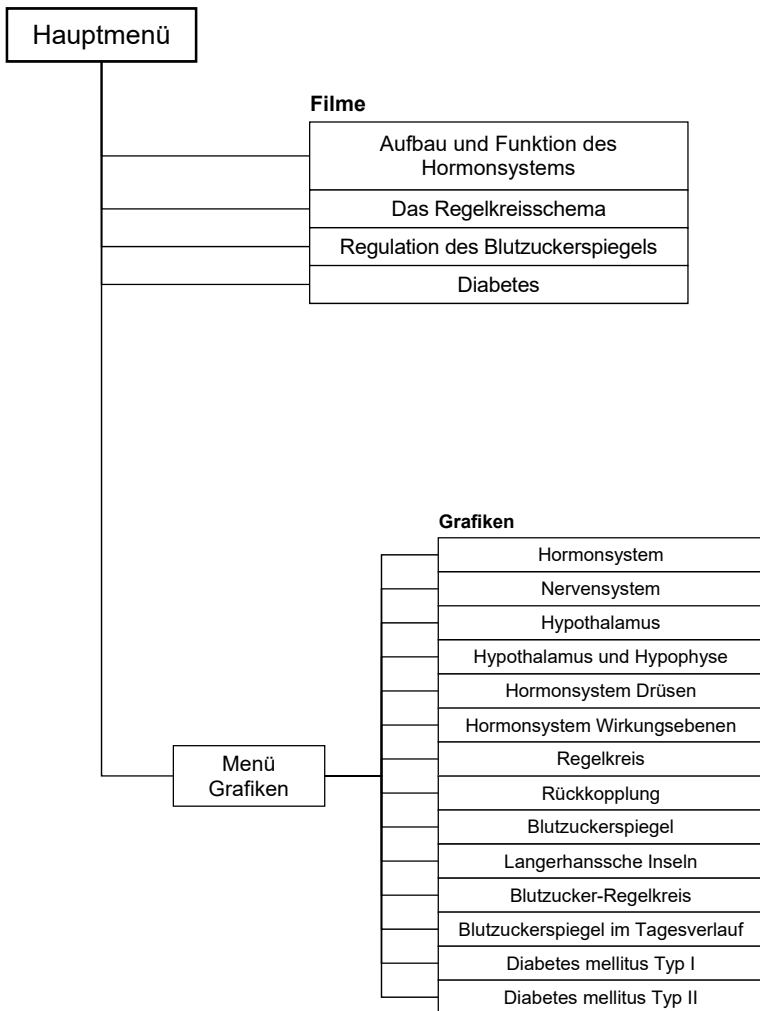 Hauptmenü
Filme
Aufbau und Funktion des
Hormonsystems
Das Regelkreisschema
Regulation des Blutzuckerspiegels
Diabetes
Grafiken
Hormonsystem
Nervensystem
Hypothalamus
Hypothalamus und Hypophyse
Hormonsystem Drüsen
Hormonsystem Wirkungsebenen
Menü
Grafiken
Regelkreis
Rückkopplung
Blutzuckerspiegel
Langerhanssche Inseln
Blutzucker-Regelkreis
Blutzuckerspiegel im Tagesverlauf
Diabetes mellitus Typ I
Diabetes mellitus Typ II